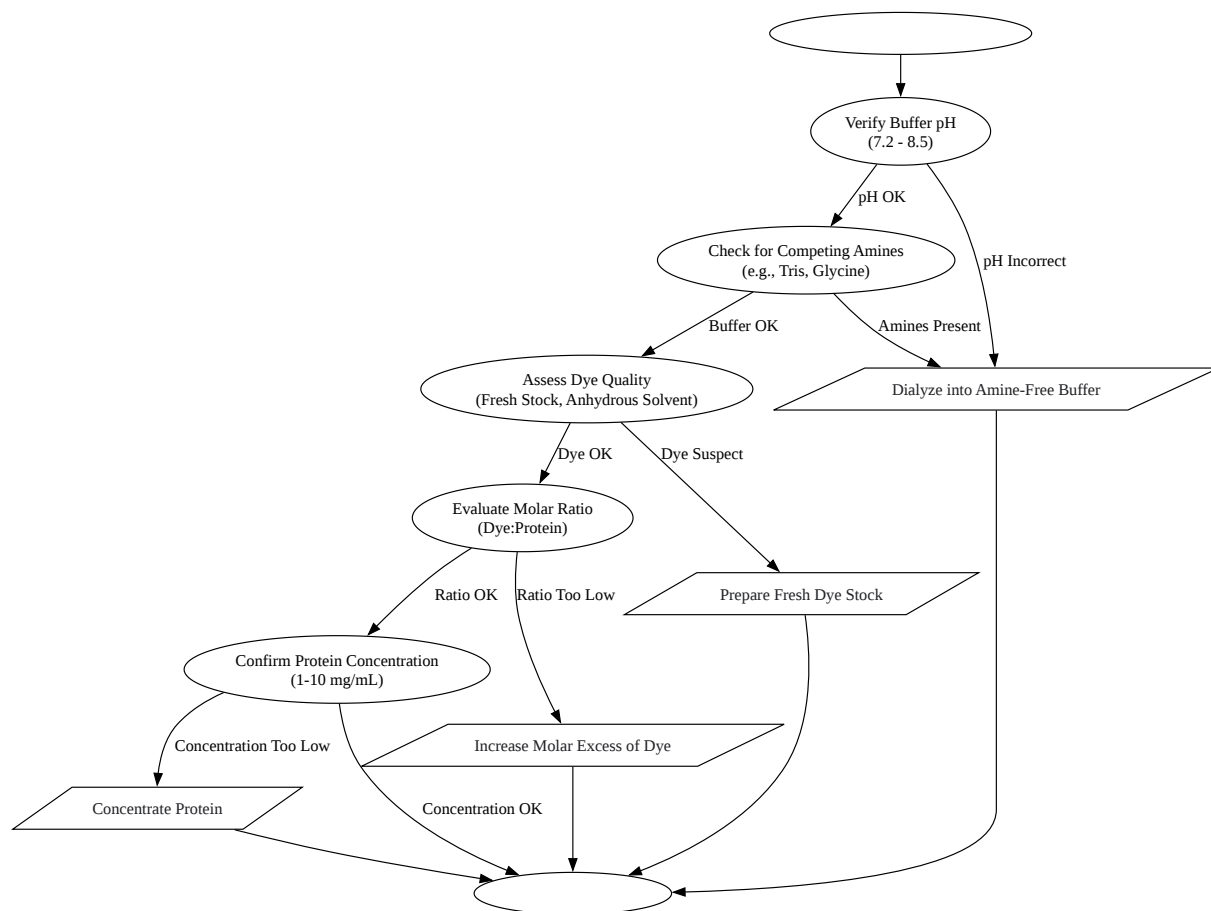 Verify Buffer pH
(7.2 - 8.5)
pH OK
Check for Competing Amines
(e.g., Tris, Glycine)
pH Incorrect
Buffer OK
Amines Present
Assess Dye Quality
(Fresh Stock, Anhydrous Solvent)
Dialyze into Amine-Free Buffer
Dye OK
Dye Suspect
Evaluate Molar Ratio
(Dye:Protein)
Ratio OK
Ratio Too Low
Prepare Fresh Dye Stock
Confirm Protein Concentration
(1-10 mg/mL)
Concentration Too Low
Increase Molar Excess of Dye
Concentrate Protein
Concentration OK